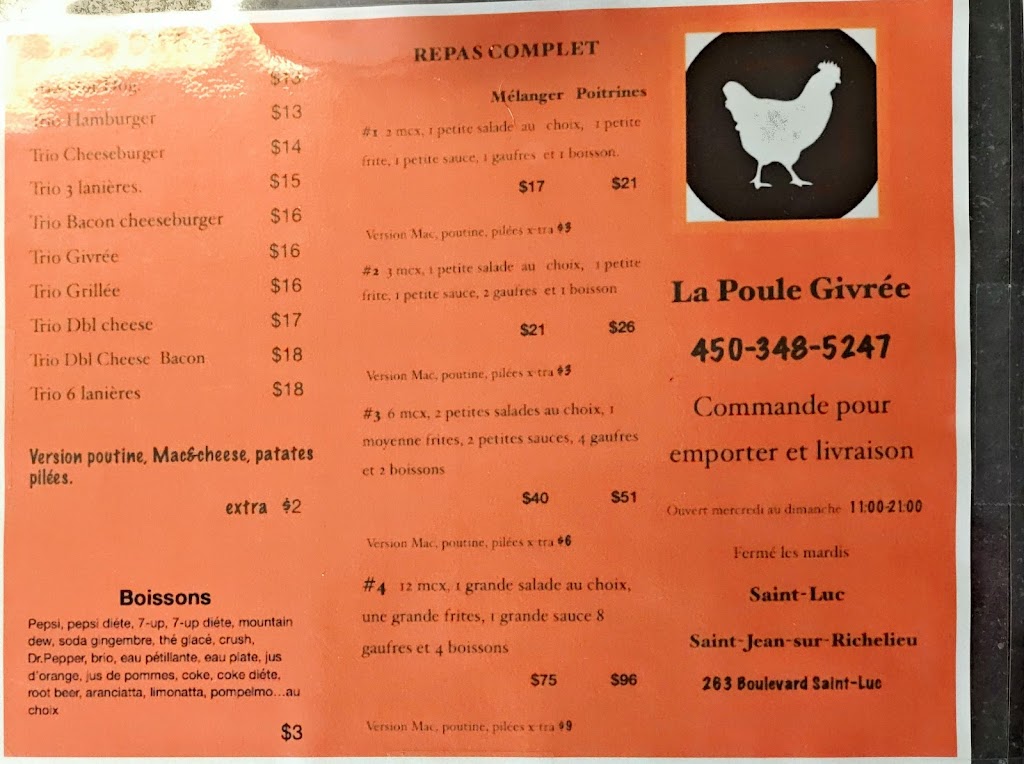 $13
Trio Hamburger $13
Trio Cheeseburger $14
Trio 3 lanières. $15
Trio Bacon cheeseburger $16
Trio Givrée $16
Trio Grillée $16
Trio Dbl cheese $17
Trio Dbl Cheese Bacon $18
Trio 6 lanières $18
Version poutine, Mac&cheese, patates
pilées.
extra $2
Boissons
Pepsi, pepsi diéte, 7-up, 7-up diéte, mountain
dew, soda gingembre, thé glacé, crush,
Dr.Pepper, brio, eau pétillante, eau plate, jus
d'orange, jus de pommes, coke, coke diéte,
root beer, aranciatta, limonatta, pompelmo...au
choix
$3
REPAS COMPLET
Mélanger Poitrines
#1 2 mcx, 1 petite salade au choix, 1 petite
frite, 1 petite sauce, 1 gaufres et 1 boisson.
$17 $21
Version Mac, poutine, pilées x-tra $3
#2 3 mcx, 1 petite salade au choix, 1 petite
frite, 1 petite sauce, 2 gaufres et 1 boisson
$21 $26
Version Mac, poutine, pilées x-tra $3
#3 6 mcx, 2 petites salades au choix, 1
moyenne frites, 2 petites sauces, 4 gaufres
et 2 boissons
$40 $51
Version Mac, poutine, pilées x-tra $6
#4 12 mcx, 1 grande salade au choix,
une grande frites, 1 grande sauce 8
gaufres et 4 boissons
$75 $96
Version Mac, poutine, pilées x-tra $9
La Poule Givrée
450-348-5247
Commande pour
emporter et livraison
Ouvert mercredi au dimanche 11:00-21:00
Fermé les mardis
Saint-Luc
Saint-Jean-sur-Richelieu
263 Boulevard Saint-Luc